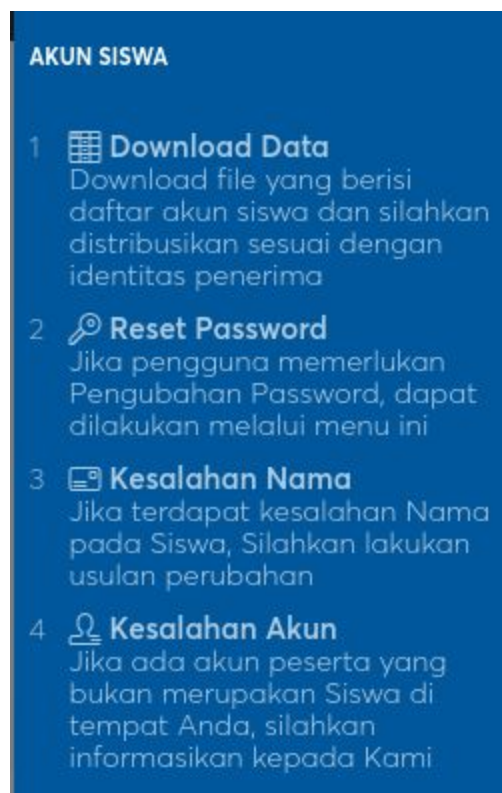 AKUN SISWA
1 Download Data
Download file yang berisi
daftar akun siswa dan silahkan
distribusikan sesuai dengan
identitas penerima
2 Reset Password
Jika pengguna memerlukan
Pengubahan Password, dapat
dilakukan melalui menu ini
3 Kesalahan Nama
Jika terdapat kesalahan Nama
pada Siswa, Silahkan lakukan
usulan perubahan
4 Kesalahan Akun
Jika ada akun peserta yang
bukan merupakan Siswa di
tempat Anda, silahkan
informasikan kepada Kami